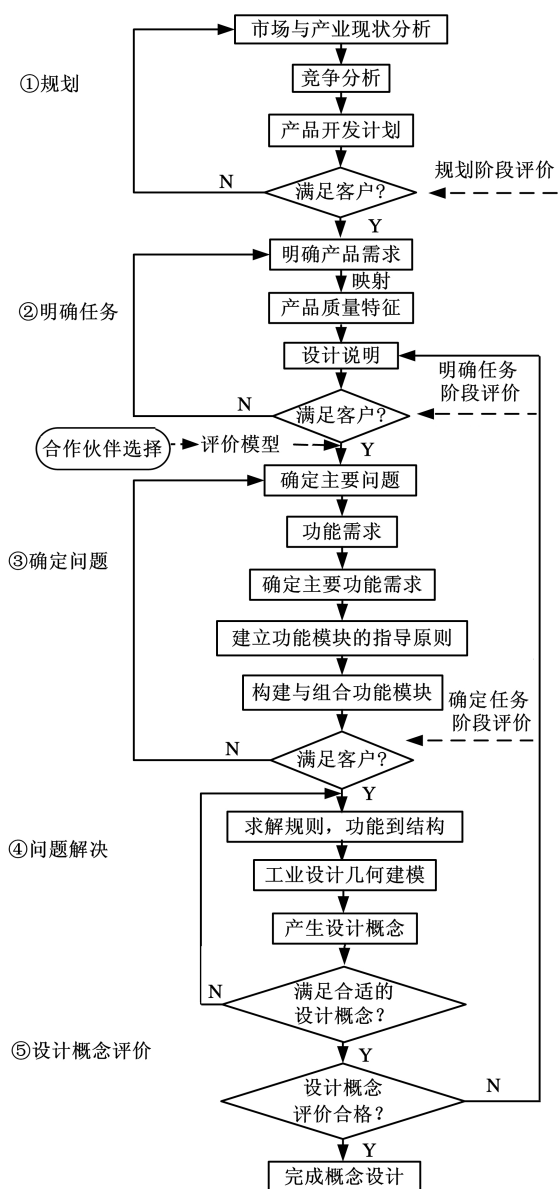 市场与产业现状分析
①规划
竞争分析
产品开发计划
规划阶段评价
N
满足客户?
Y
明确产品需求
映射
②明确任务
产品质量特征
设计说明
明确任务
阶段评价
N
满足客户?
合作伙伴选择
评价模型
Y
确定主要问题
功能需求
③确定问题
确定主要功能需求
建立功能模块的指导原则
构建与组合功能模块
确定任务
阶段评价
N
满足客户?
Y
求解规则，功能到结构
④问题解决
工业设计几何建模
产生设计概念
N
满足合适的
设计概念？
⑤设计概念评价
Y
设计概念
评价合格？
N
Y
完成概念设计